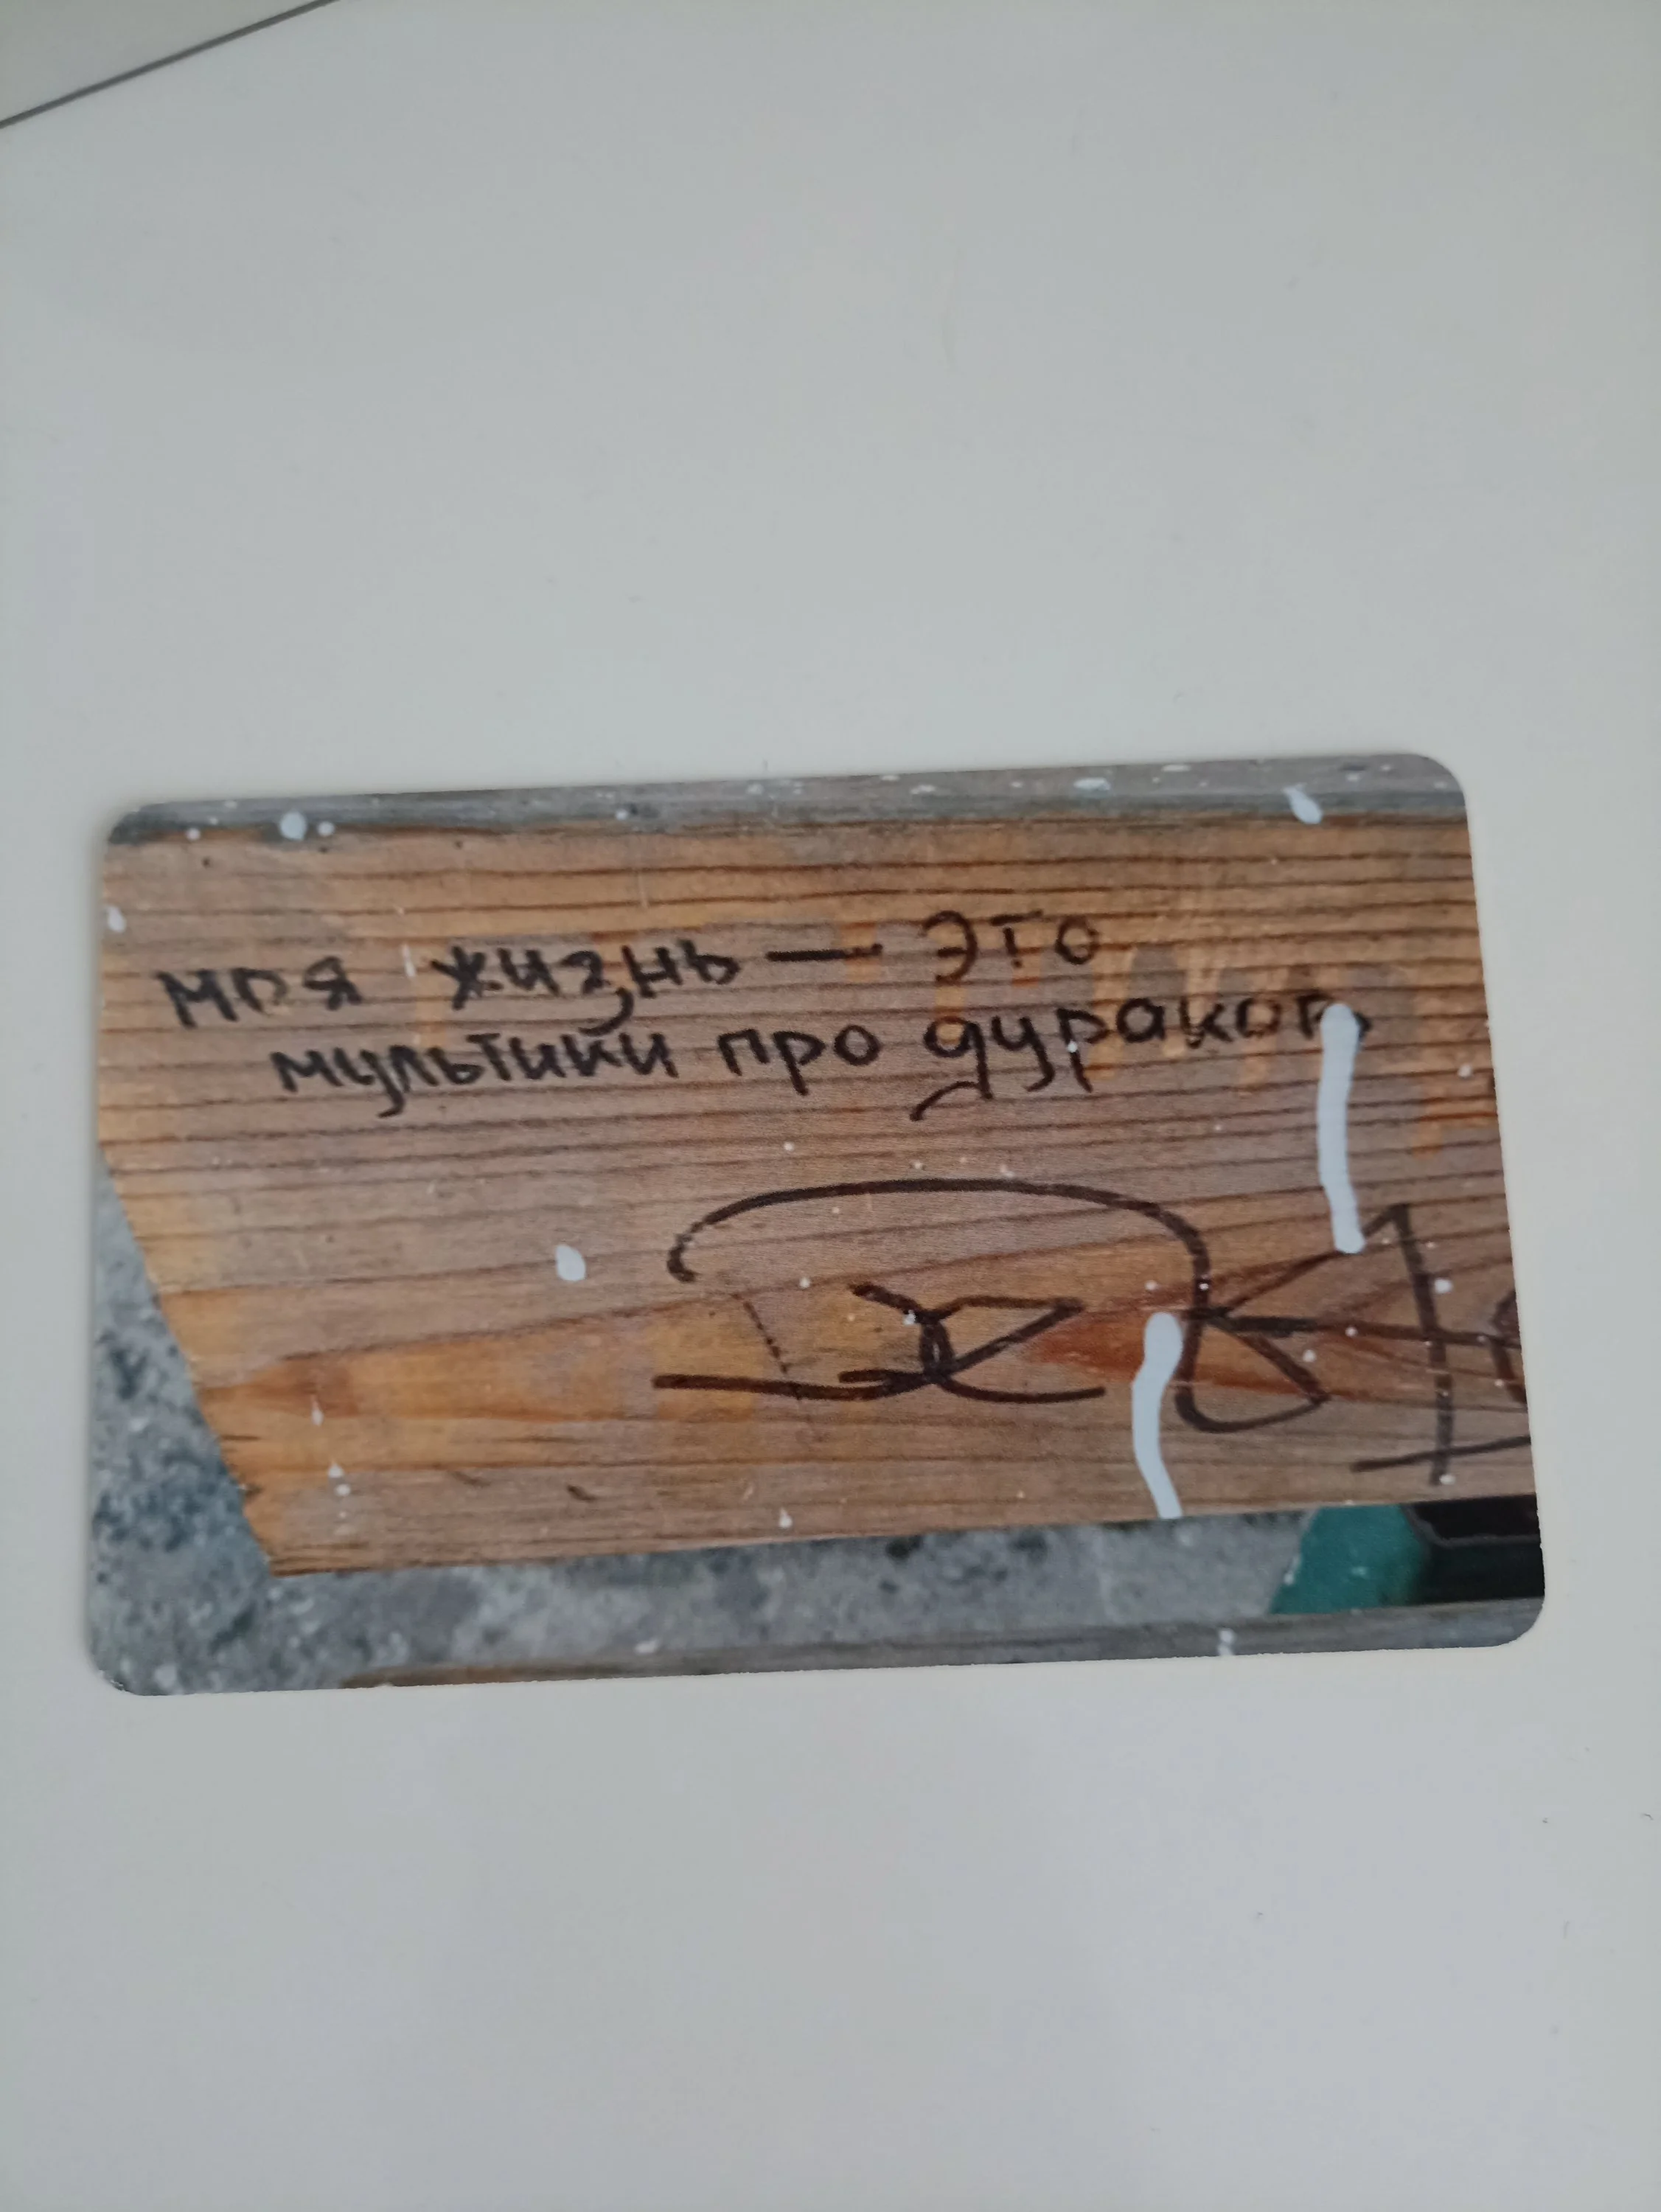 моя жизнь — это
мультики про дураков